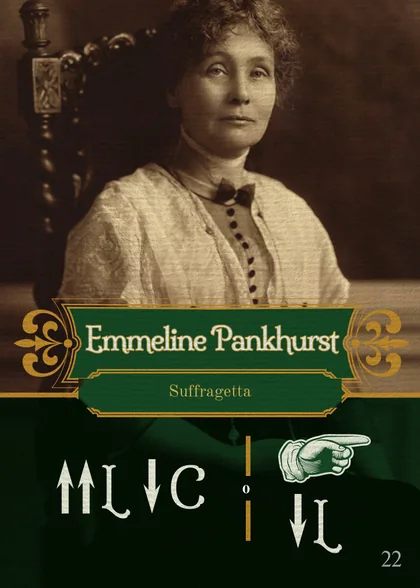 Emmeline Pankhurst
Suffragetta
⇈L ↓C o ☞
↓L
22